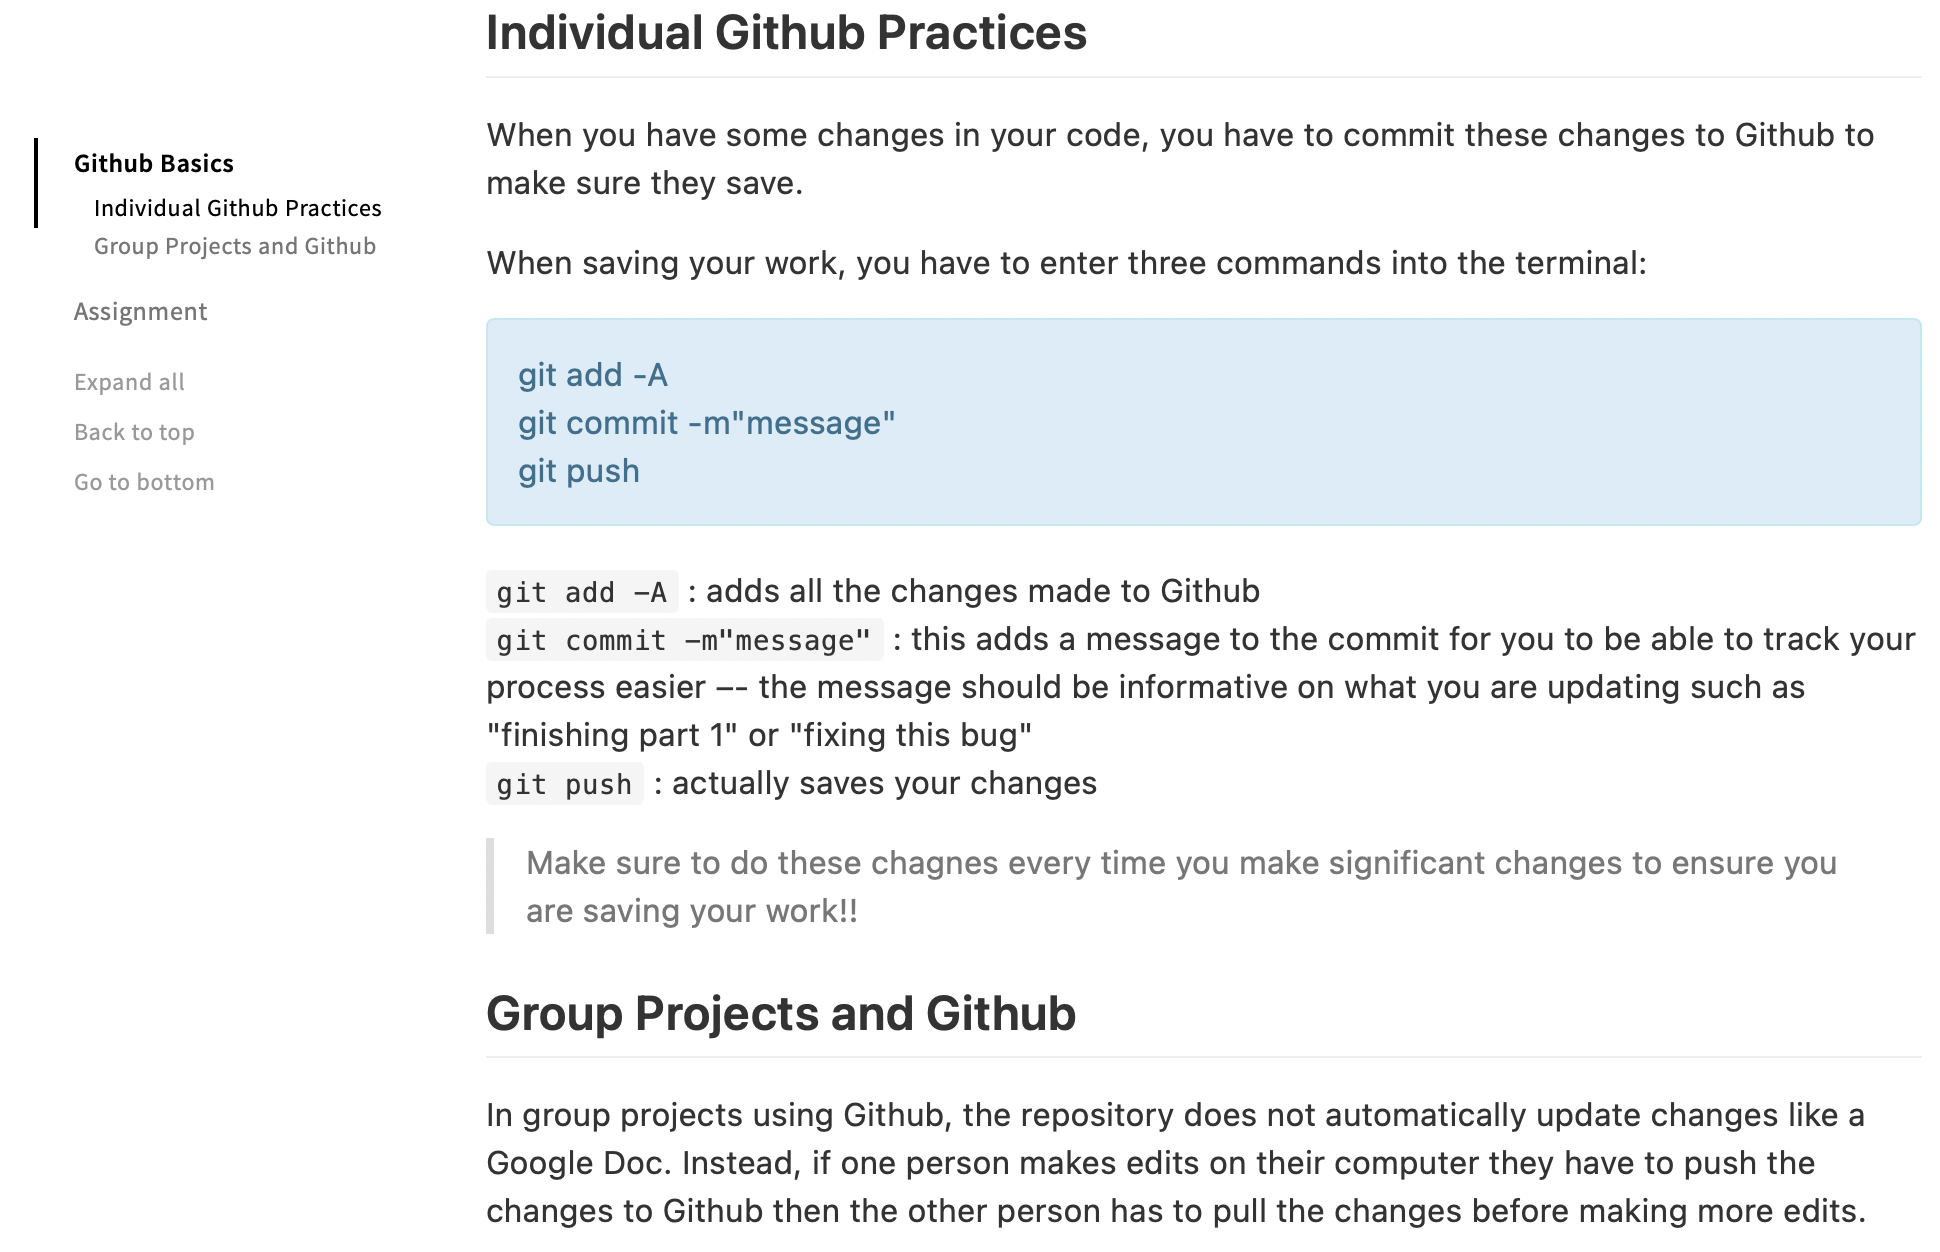 Individual Github Practices
Github Basics
Individual Github Practices
Group Projects and Github
Assignment
Expand all
Back to top
Go to bottom
When you have some changes in your code, you have to commit these changes to Github to
make sure they save.
When saving your work, you have to enter three commands into the terminal:
git add -A
git commit -m"message"
git push
git add -A : adds all the changes made to Github
git commit -m"message" : this adds a message to the commit for you to be able to track your
process easier –- the message should be informative on what you are updating such as
"finishing part 1" or "fixing this bug"
git push : actually saves your changes
Make sure to do these chagnes every time you make significant changes to ensure you
are saving your work!!
Group Projects and Github
In group projects using Github, the repository does not automatically update changes like a
Google Doc. Instead, if one person makes edits on their computer they have to push the
changes to Github then the other person has to pull the changes before making more edits.